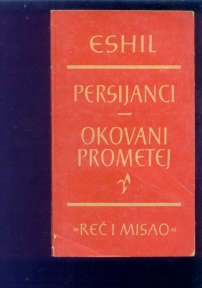 ESHIL
PERSIJANCI
OKOVANI
PROMETEJ
»REČ I MISAO«